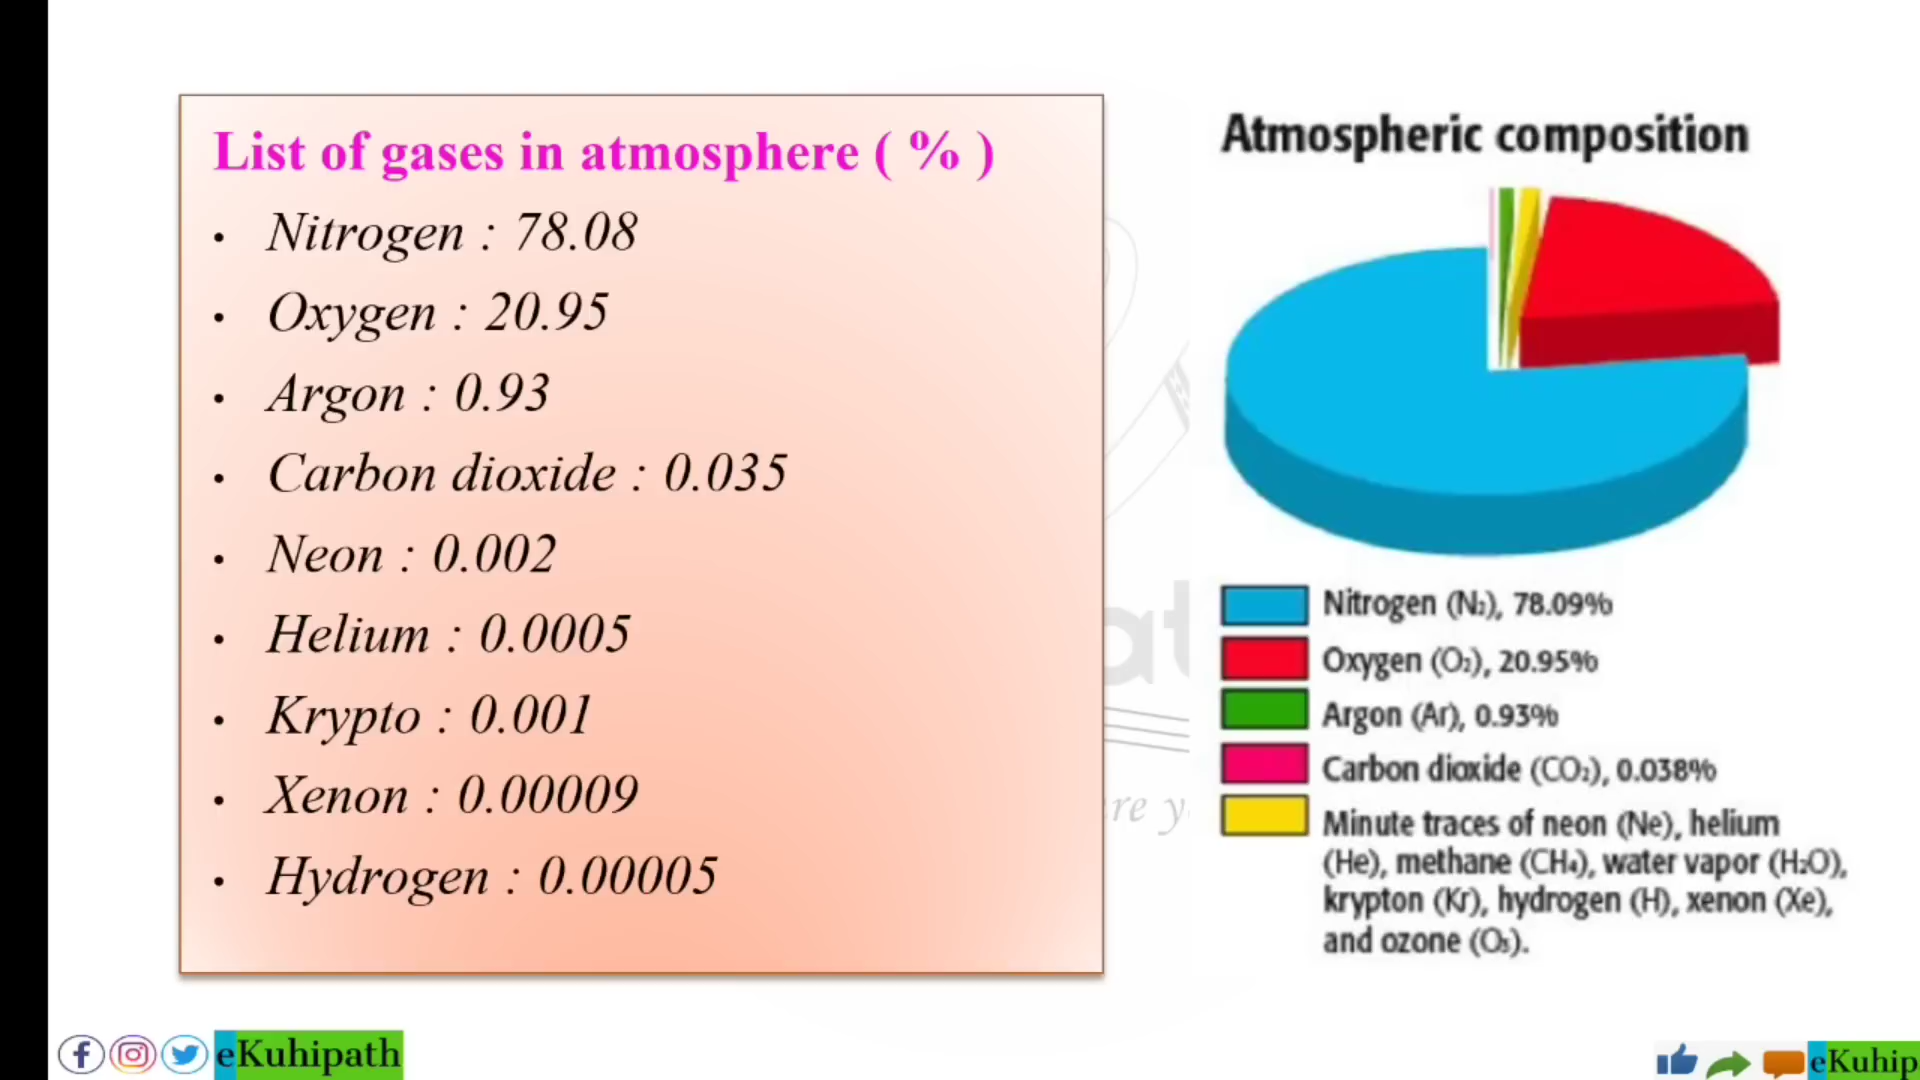 List of gases in atmosphere ( % )
• Nitrogen : 78.08
• Oxygen : 20.95
• Argon : 0.93
• Carbon dioxide : 0.035
• Neon : 0.002
• Helium : 0.0005
• Krypto : 0.001
• Xenon : 0.00009
• Hydrogen : 0.00005
Atmospheric composition
Nitrogen (N₂), 78.09%
Oxygen (O₂), 20.95%
Argon (Ar), 0.93%
Carbon dioxide (CO₂), 0.038%
Minute traces of neon (Ne), helium
(He), methane (CH₄), water vapor (H₂O),
krypton (Kr), hydrogen (H), xenon (Xe),
and ozone (O₃).
eKuhipath
eKuhip